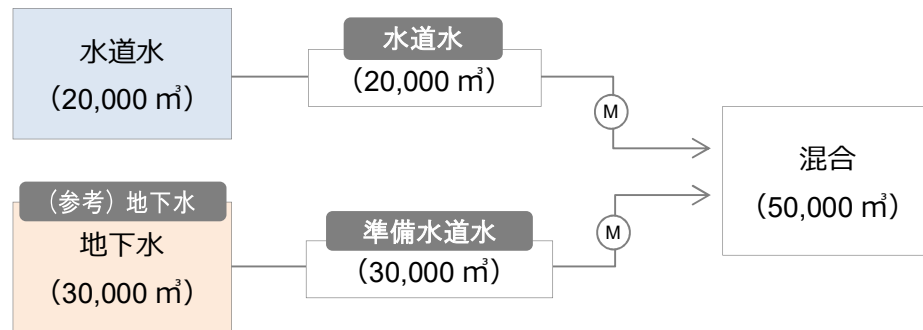 水道水
（20,000 ㎥）
水道水
（20,000 ㎥）
M
（参考）地下水
地下水
（30,000 ㎥）
準備水道水
（30,000 ㎥）
M
混合
（50,000 ㎥）